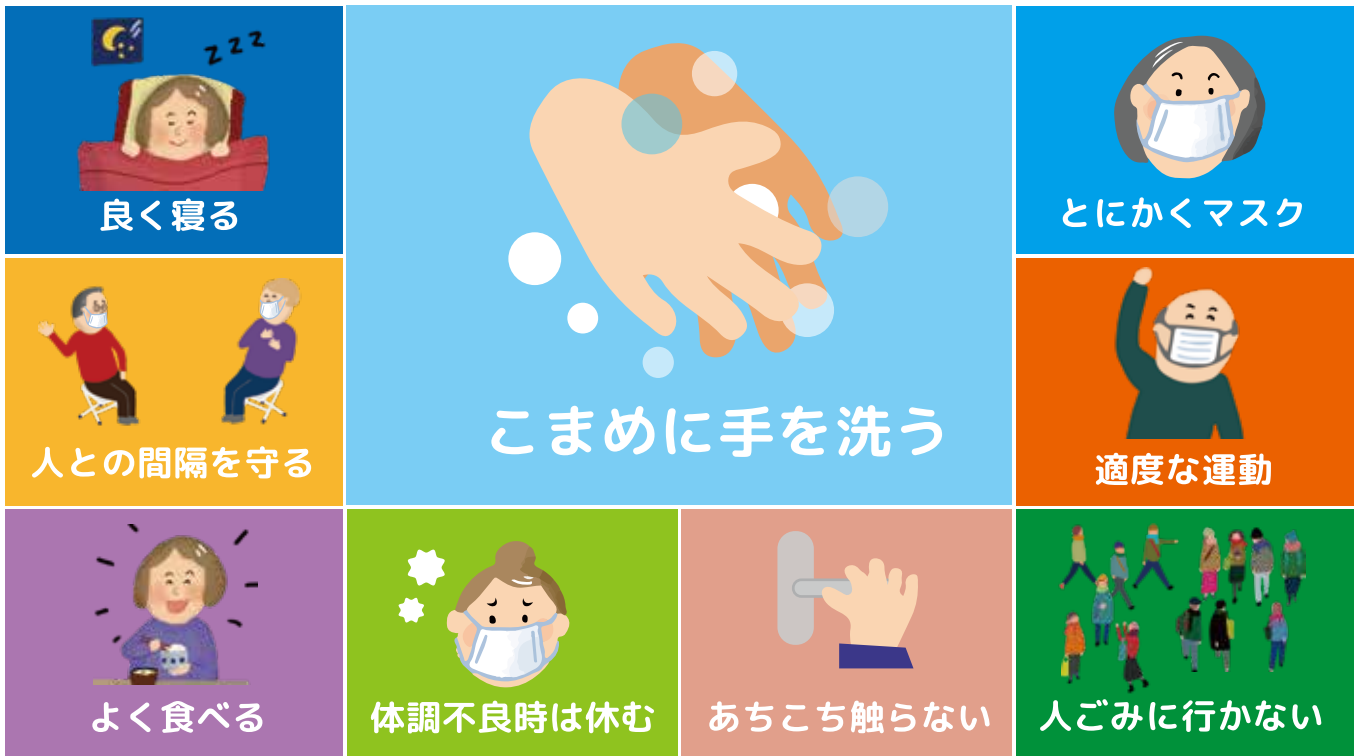 良く寝る
こまめに手を洗う
とにかくマスク
人との間隔を守る
適度な運動
よく食べる
体調不良時は休む
あちこち触らない
人ごみに行かない